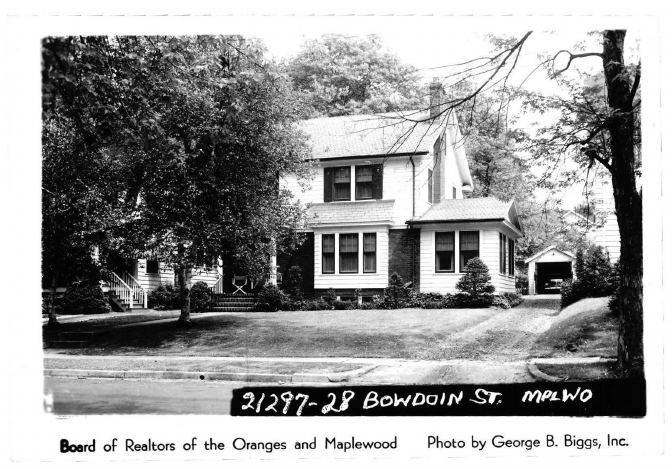 21297-28 BOWDOIN ST. MPLWO
Board of Realtors of the Oranges and Maplewood Photo by George B. Biggs, Inc.